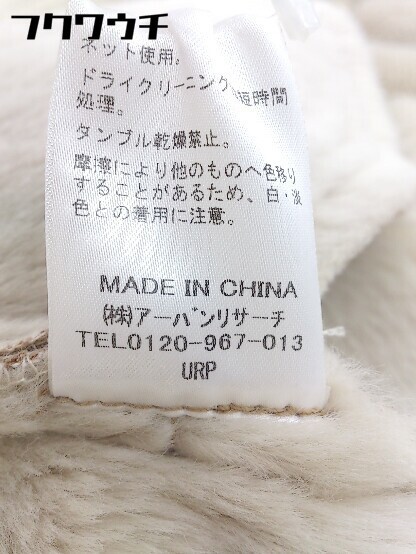 フクワウチ
ネット使用。
ドライクリーニング、短時間
処理。
タンブル乾燥禁止。
摩擦により他のものへ色移り
することがあるため、白・淡
色との着用に注意。
MADE IN CHINA
㈱アーバンリサーチ
TEL0120-967-013
URP